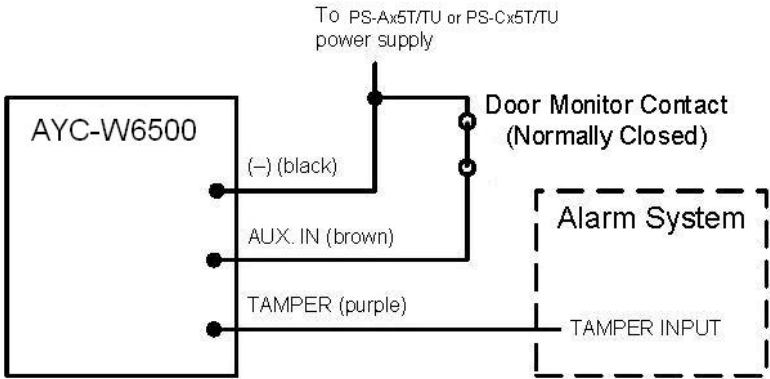 To PS-Ax5T/TU or PS-Cx5T/TU
power supply
AYC-W6500
Door Monitor Contact
(Normally Closed)
(–) (black)
Alarm System
AUX. IN (brown)
TAMPER (purple)
TAMPER INPUT